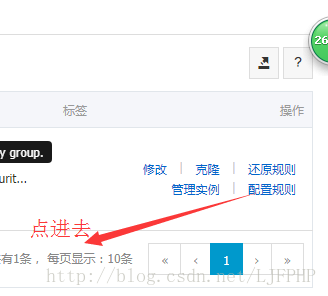 26
?
标签 操作
y group.
urit...
修改 | 克隆 | 还原规则
管理实例 | 配置规则
点进去
有1条， 每页显示：10条 « ‹ 1 › »
http://blog.csdn.net/LJFPHP